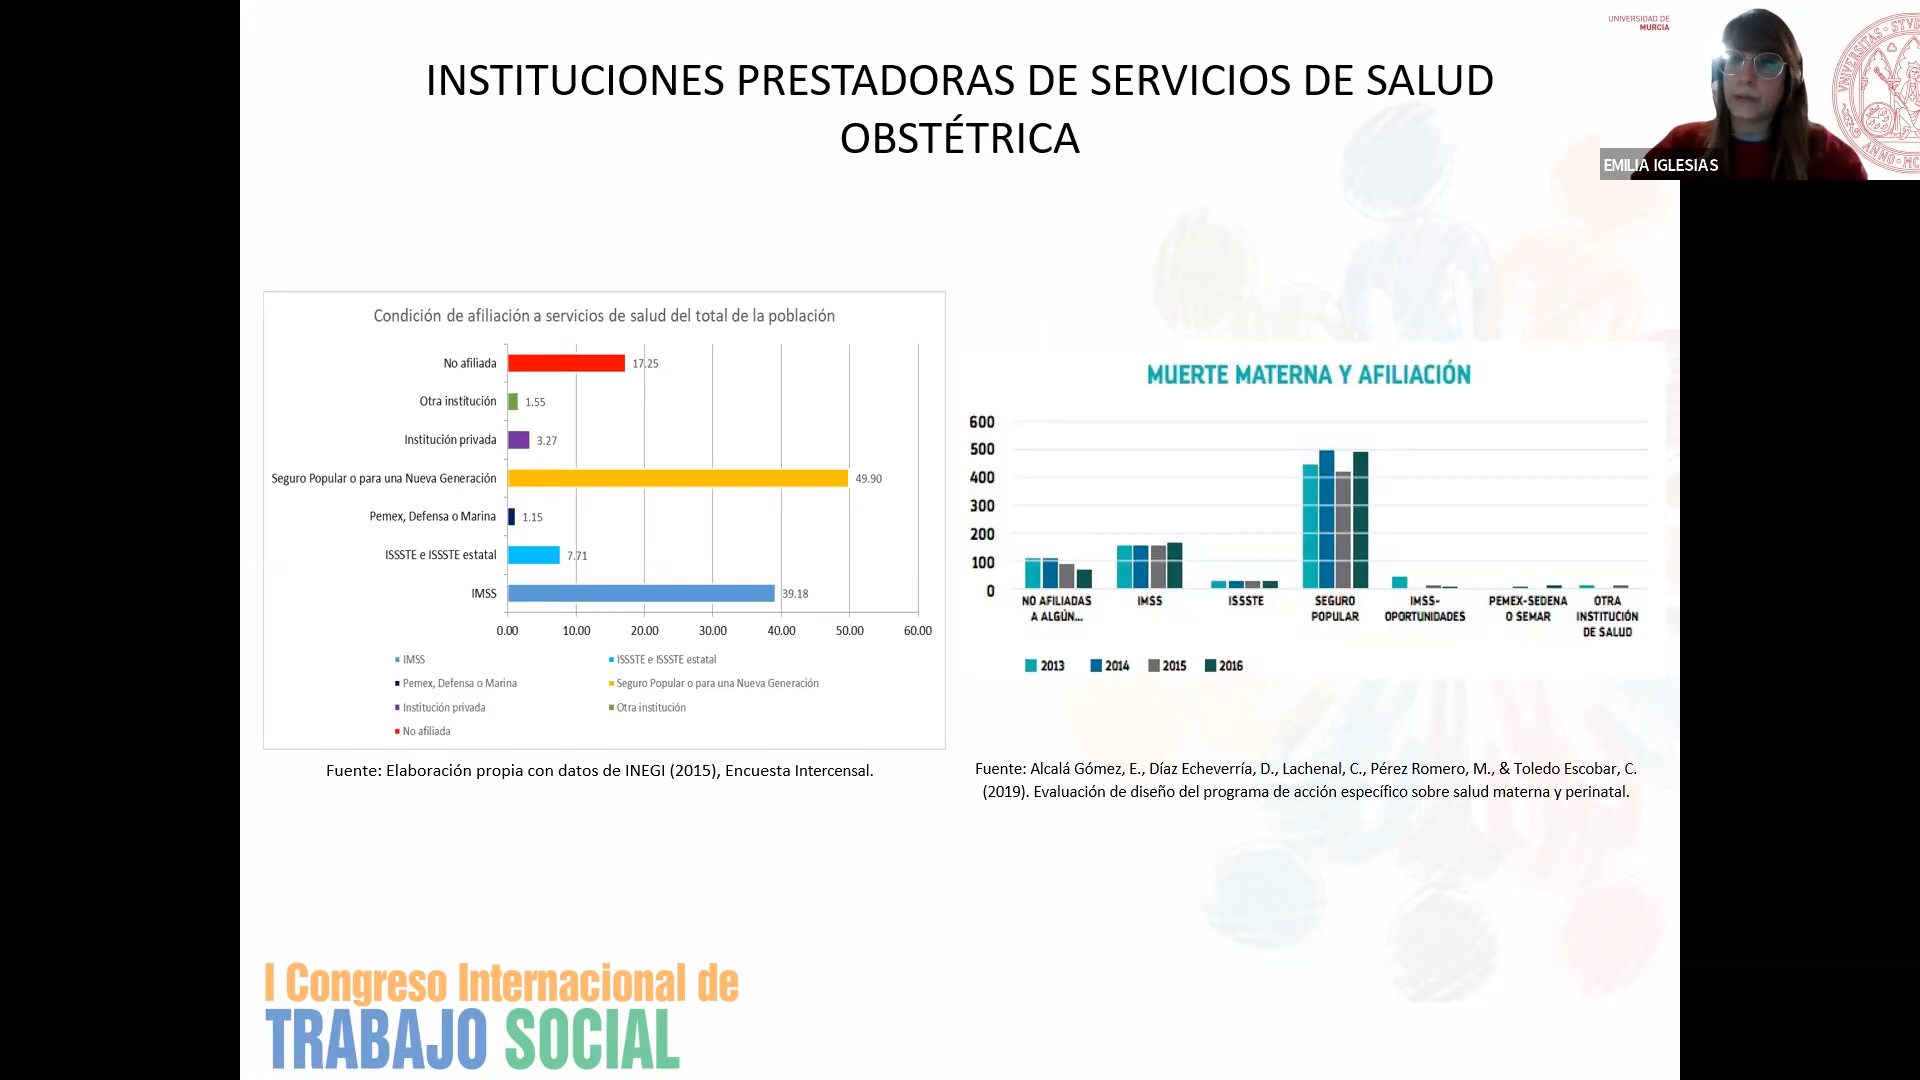 INSTITUCIONES PRESTADORAS DE SERVICIOS DE SALUD
OBSTÉTRICA
UNIVERSIDAD DE
MURCIA
EMILIA IGLESIAS
Condición de afiliación a servicios de salud del total de la población
No afiliada
17.25
Otra institución
1.55
Institución privada
3.27
Seguro Popular o para una Nueva Generación
49.90
Pemex, Defensa o Marina
1.15
ISSSTE e ISSSTE estatal
7.71
IMSS
39.18
0.00 10.00 20.00 30.00 40.00 50.00 60.00
IMSS ISSSTE e ISSSTE estatal
Pemex, Defensa o Marina Seguro Popular o para una Nueva Generación
Institución privada Otra institución
No afiliada
Fuente: Elaboración propia con datos de INEGI (2015), Encuesta Intercensal.
MUERTE MATERNA Y AFILIACIÓN
600
500
400
300
200
100
0
NO AFILIADAS
A ALGÚN...
IMSS
ISSSTE
SEGURO
POPULAR
IMSS-
OPORTUNIDADES
PEMEX-SEDENA
O SEMAR
OTRA
INSTITUCIÓN
DE SALUD
2013 2014 2015 2016
Fuente: Alcalá Gómez, E., Díaz Echeverría, D., Lachenal, C., Pérez Romero, M., & Toledo Escobar, C.
(2019). Evaluación de diseño del programa de acción específico sobre salud materna y perinatal.
I Congreso Internacional de
TRABAJO SOCIAL